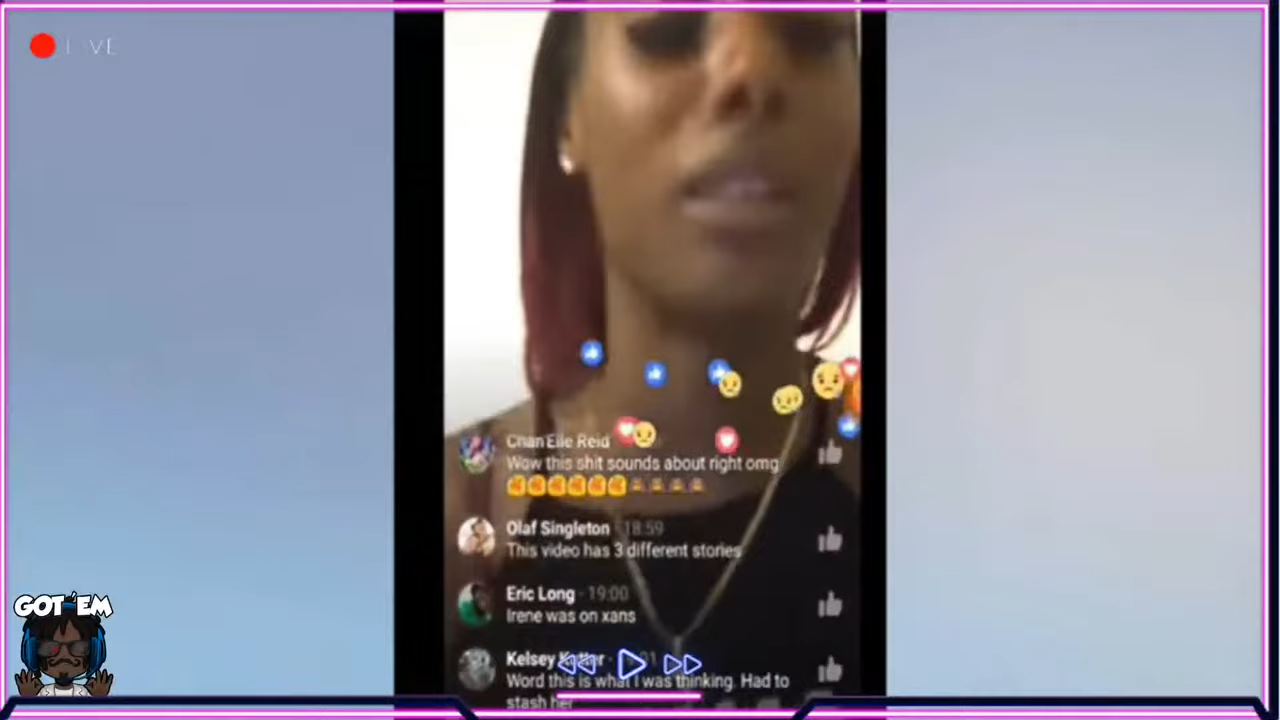 LIVE
Chan Elle Reid
Wow this shit sounds about right omg
Olaf Singleton · 18:59
This video has 3 different stories
Eric Long · 19:00
Irene was on xans
Kelsey
Word this is what I was thinking. Had to
stash her
GOT 'EM